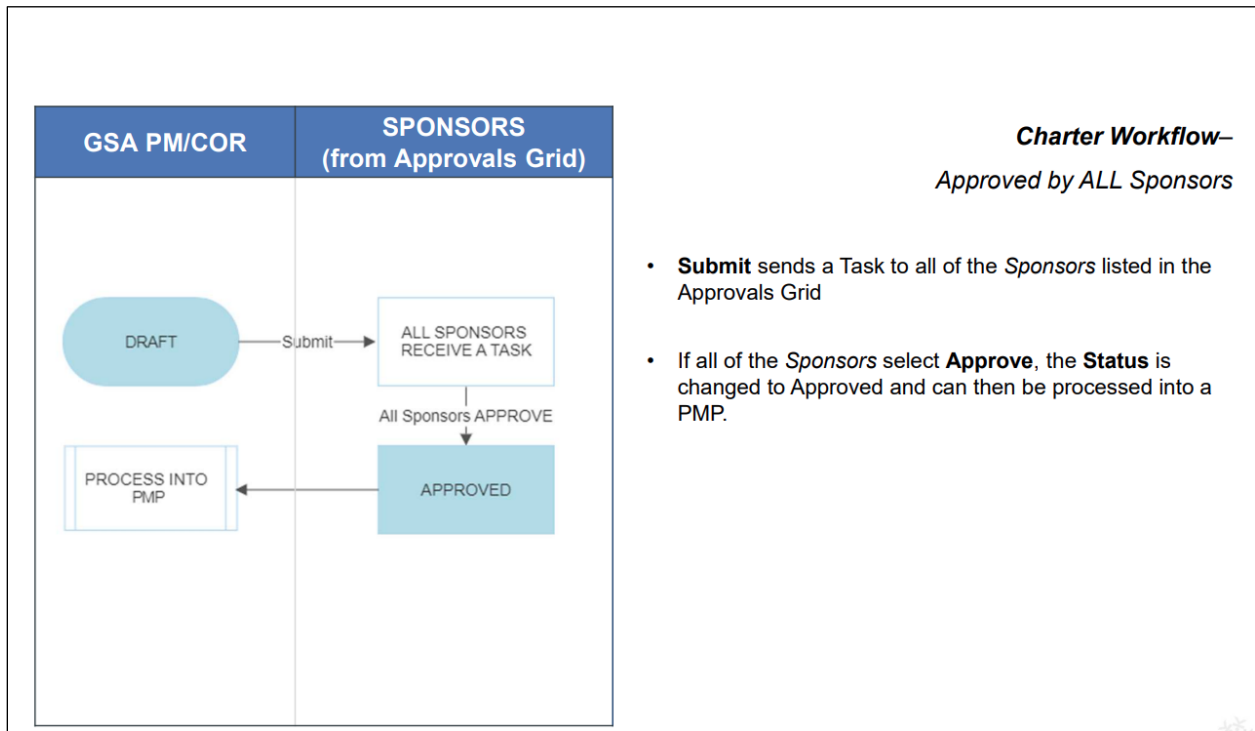 GSA PM/COR
SPONSORS
(from Approvals Grid)
DRAFT
Submit
ALL SPONSORS
RECEIVE A TASK
All Sponsors APPROVE
PROCESS INTO
PMP
APPROVED
Charter Workflow–
Approved by ALL Sponsors
• Submit sends a Task to all of the Sponsors listed in the
Approvals Grid
• If all of the Sponsors select Approve, the Status is
changed to Approved and can then be processed into a
PMP.